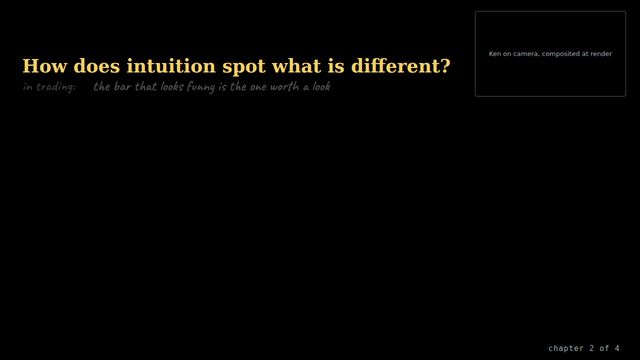 Ken on camera, composited at render
How does intuition spot what is different?
in trading: the bar that looks funny is the one worth a look
chapter 2 of 4